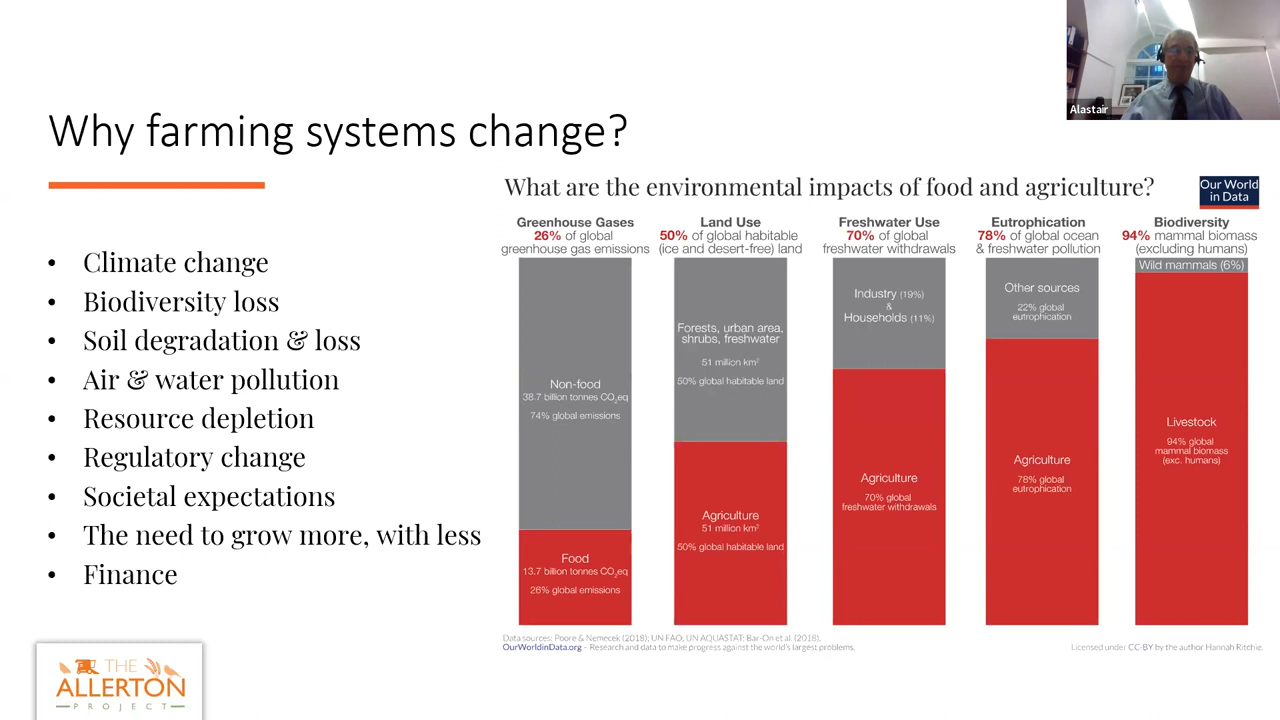 Alastair
Why farming systems change?
• Climate change
• Biodiversity loss
• Soil degradation & loss
• Air & water pollution
• Resource depletion
• Regulatory change
• Societal expectations
• The need to grow more, with less
• Finance
THE
ALLERTON
PROJECT
What are the environmental impacts of food and agriculture?
Our World
in Data
Greenhouse Gases
26% of global
greenhouse gas emissions
Non-food
38.7 billion tonnes CO₂eq
74% global emissions
Food
13.7 billion tonnes CO₂eq
26% global emissions
Land Use
50% of global habitable
(ice and desert-free) land
Forests, urban area,
shrubs, freshwater
51 million km²
50% global habitable land
Agriculture
51 million km²
50% global habitable land
Freshwater Use
70% of global
freshwater withdrawals
Industry (19%)
&
Households (11%)
Agriculture
70% global
freshwater withdrawals
Eutrophication
78% of global ocean
& freshwater pollution
Other sources
22% global
eutrophication
Agriculture
78% global
eutrophication
Biodiversity
94% mammal biomass
(excluding humans)
Wild mammals (6%)
Livestock
94% global
mammal biomass
(exc. humans)
Data sources: Poore & Nemecek (2018); UN FAO; UN AQUASTAT; Bar-On et al. (2018).
OurWorldinData.org – Research and data to make progress against the world's largest problems.
Licensed under CC-BY by the author Hannah Ritchie.